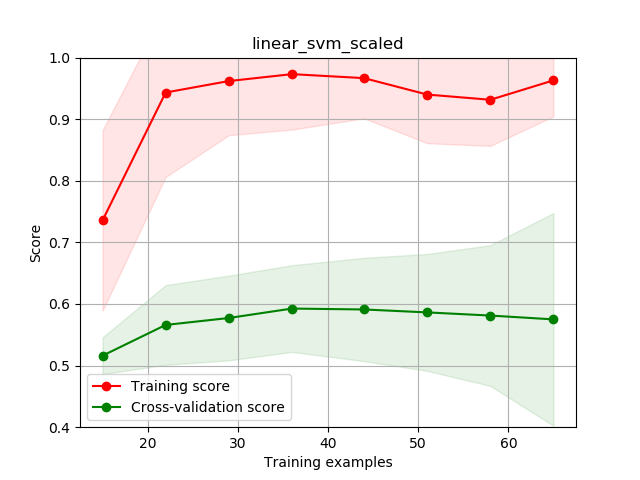 linear_svm_scaled
1.0
0.9
0.8
0.7
0.6
0.5
0.4
Score
Training score
Cross-validation score
20 30 40 50 60
Training examples